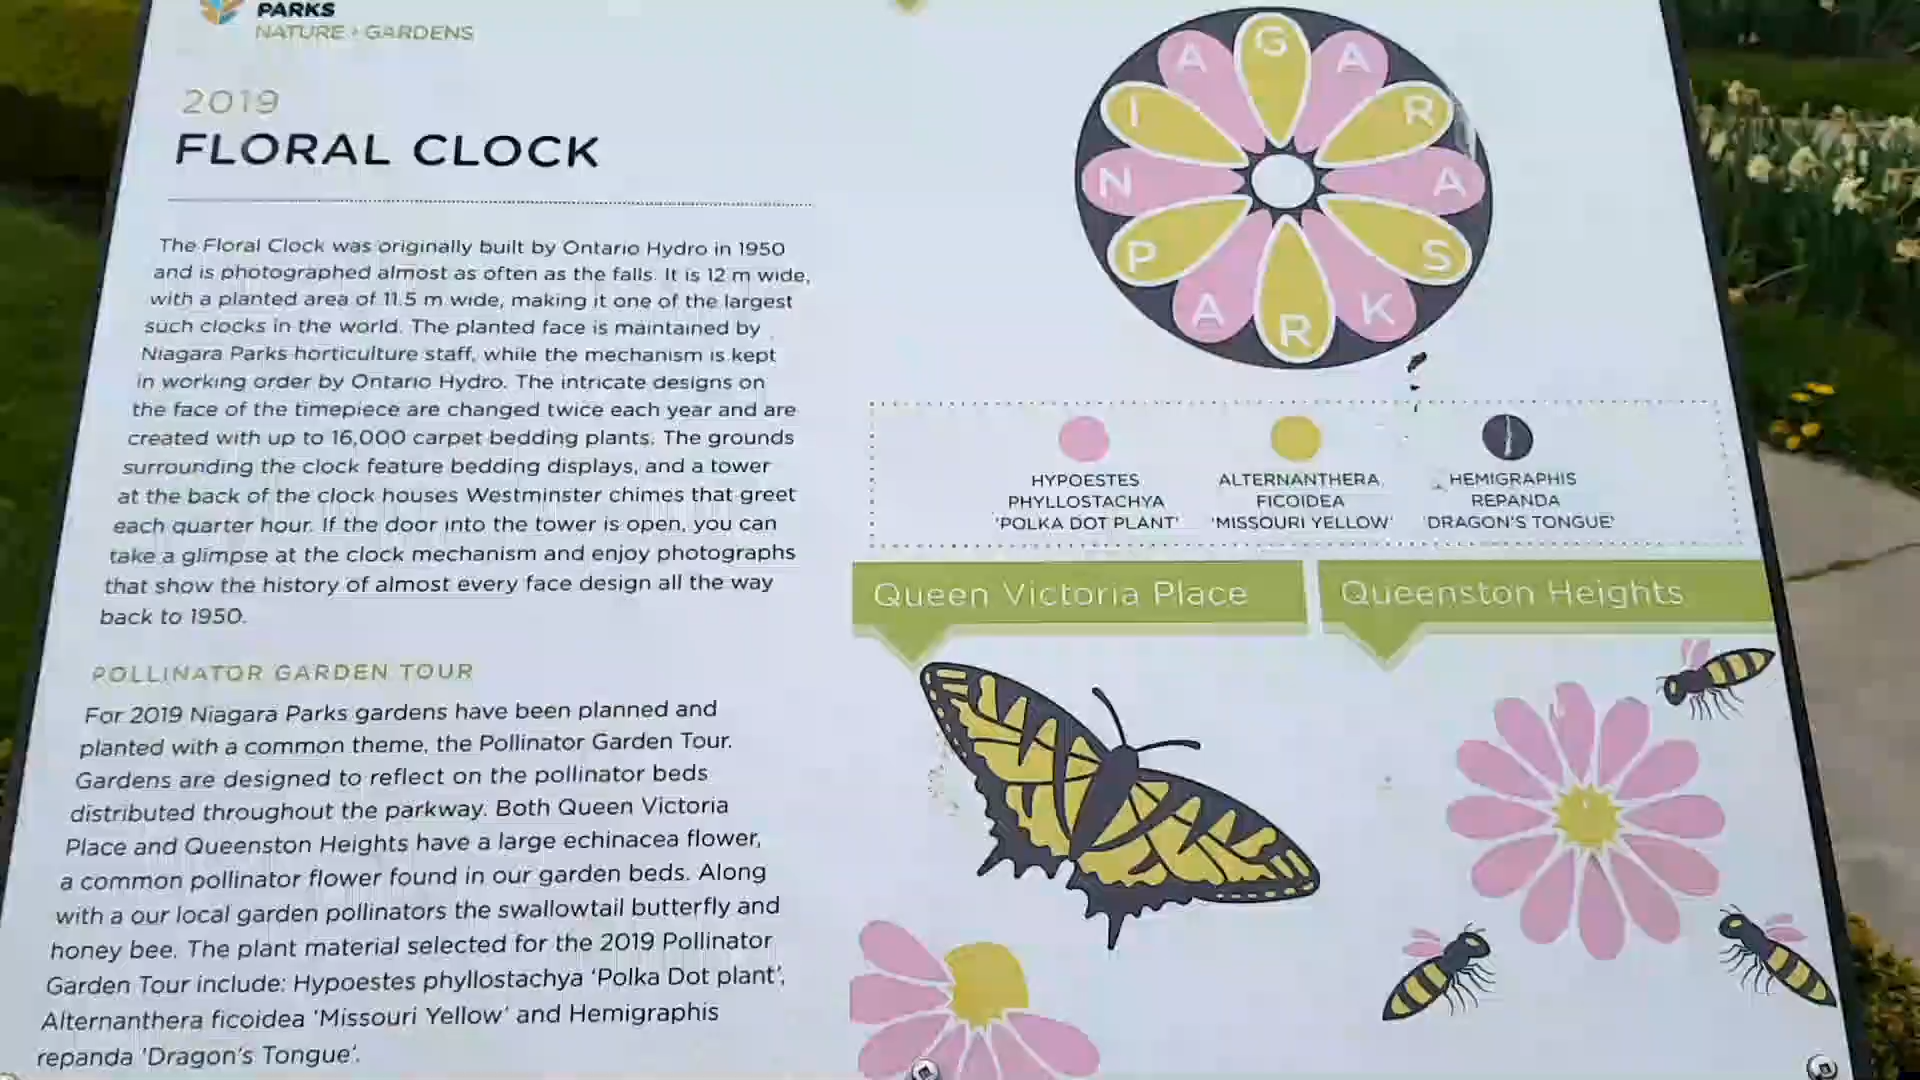 PARKS
NATURE > GARDENS
2019
FLORAL CLOCK
The Floral Clock was originally built by Ontario Hydro in 1950
and is photographed almost as often as the falls. It is 12 m wide,
with a planted area of 11.5 m wide, making it one of the largest
such clocks in the world. The planted face is maintained by
Niagara Parks horticulture staff, while the mechanism is kept
in working order by Ontario Hydro. The intricate designs on
the face of the timepiece are changed twice each year and are
created with up to 16,000 carpet bedding plants. The grounds
surrounding the clock feature bedding displays, and a tower
at the back of the clock houses Westminster chimes that greet
each quarter hour. If the door into the tower is open, you can
take a glimpse at the clock mechanism and enjoy photographs
that show the history of almost every face design all the way
back to 1950.
POLLINATOR GARDEN TOUR
For 2019 Niagara Parks gardens have been planned and
planted with a common theme, the Pollinator Garden Tour.
Gardens are designed to reflect on the pollinator beds
distributed throughout the parkway. Both Queen Victoria
Place and Queenston Heights have a large echinacea flower,
a common pollinator flower found in our garden beds. Along
with a our local garden pollinators the swallowtail butterfly and
honey bee. The plant material selected for the 2019 Pollinator
Garden Tour include: Hypoestes phyllostachya 'Polka Dot plant',
Alternanthera ficoidea 'Missouri Yellow' and Hemigraphis
repanda 'Dragon's Tongue'.
NIAGARA
PARKS
HYPOESTES
PHYLLOSTACHYA
'POLKA DOT PLANT'
ALTERNANTHERA
FICOIDEA
'MISSOURI YELLOW'
HEMIGRAPHIS
REPANDA
'DRAGON'S TONGUE'
Queen Victoria Place
Queenston Heights